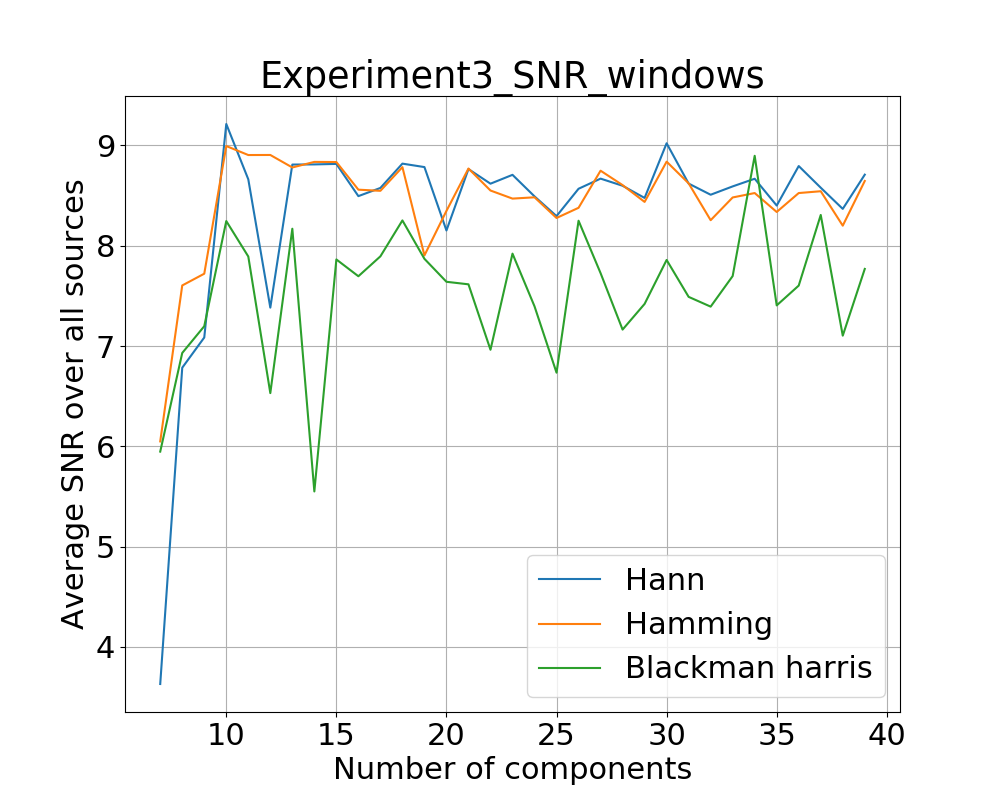 Experiment3_SNR_windows
Average SNR over all sources
9
8
7
6
5
4
Hann
Hamming
Blackman harris
10 15 20 25 30 35 40
Number of components